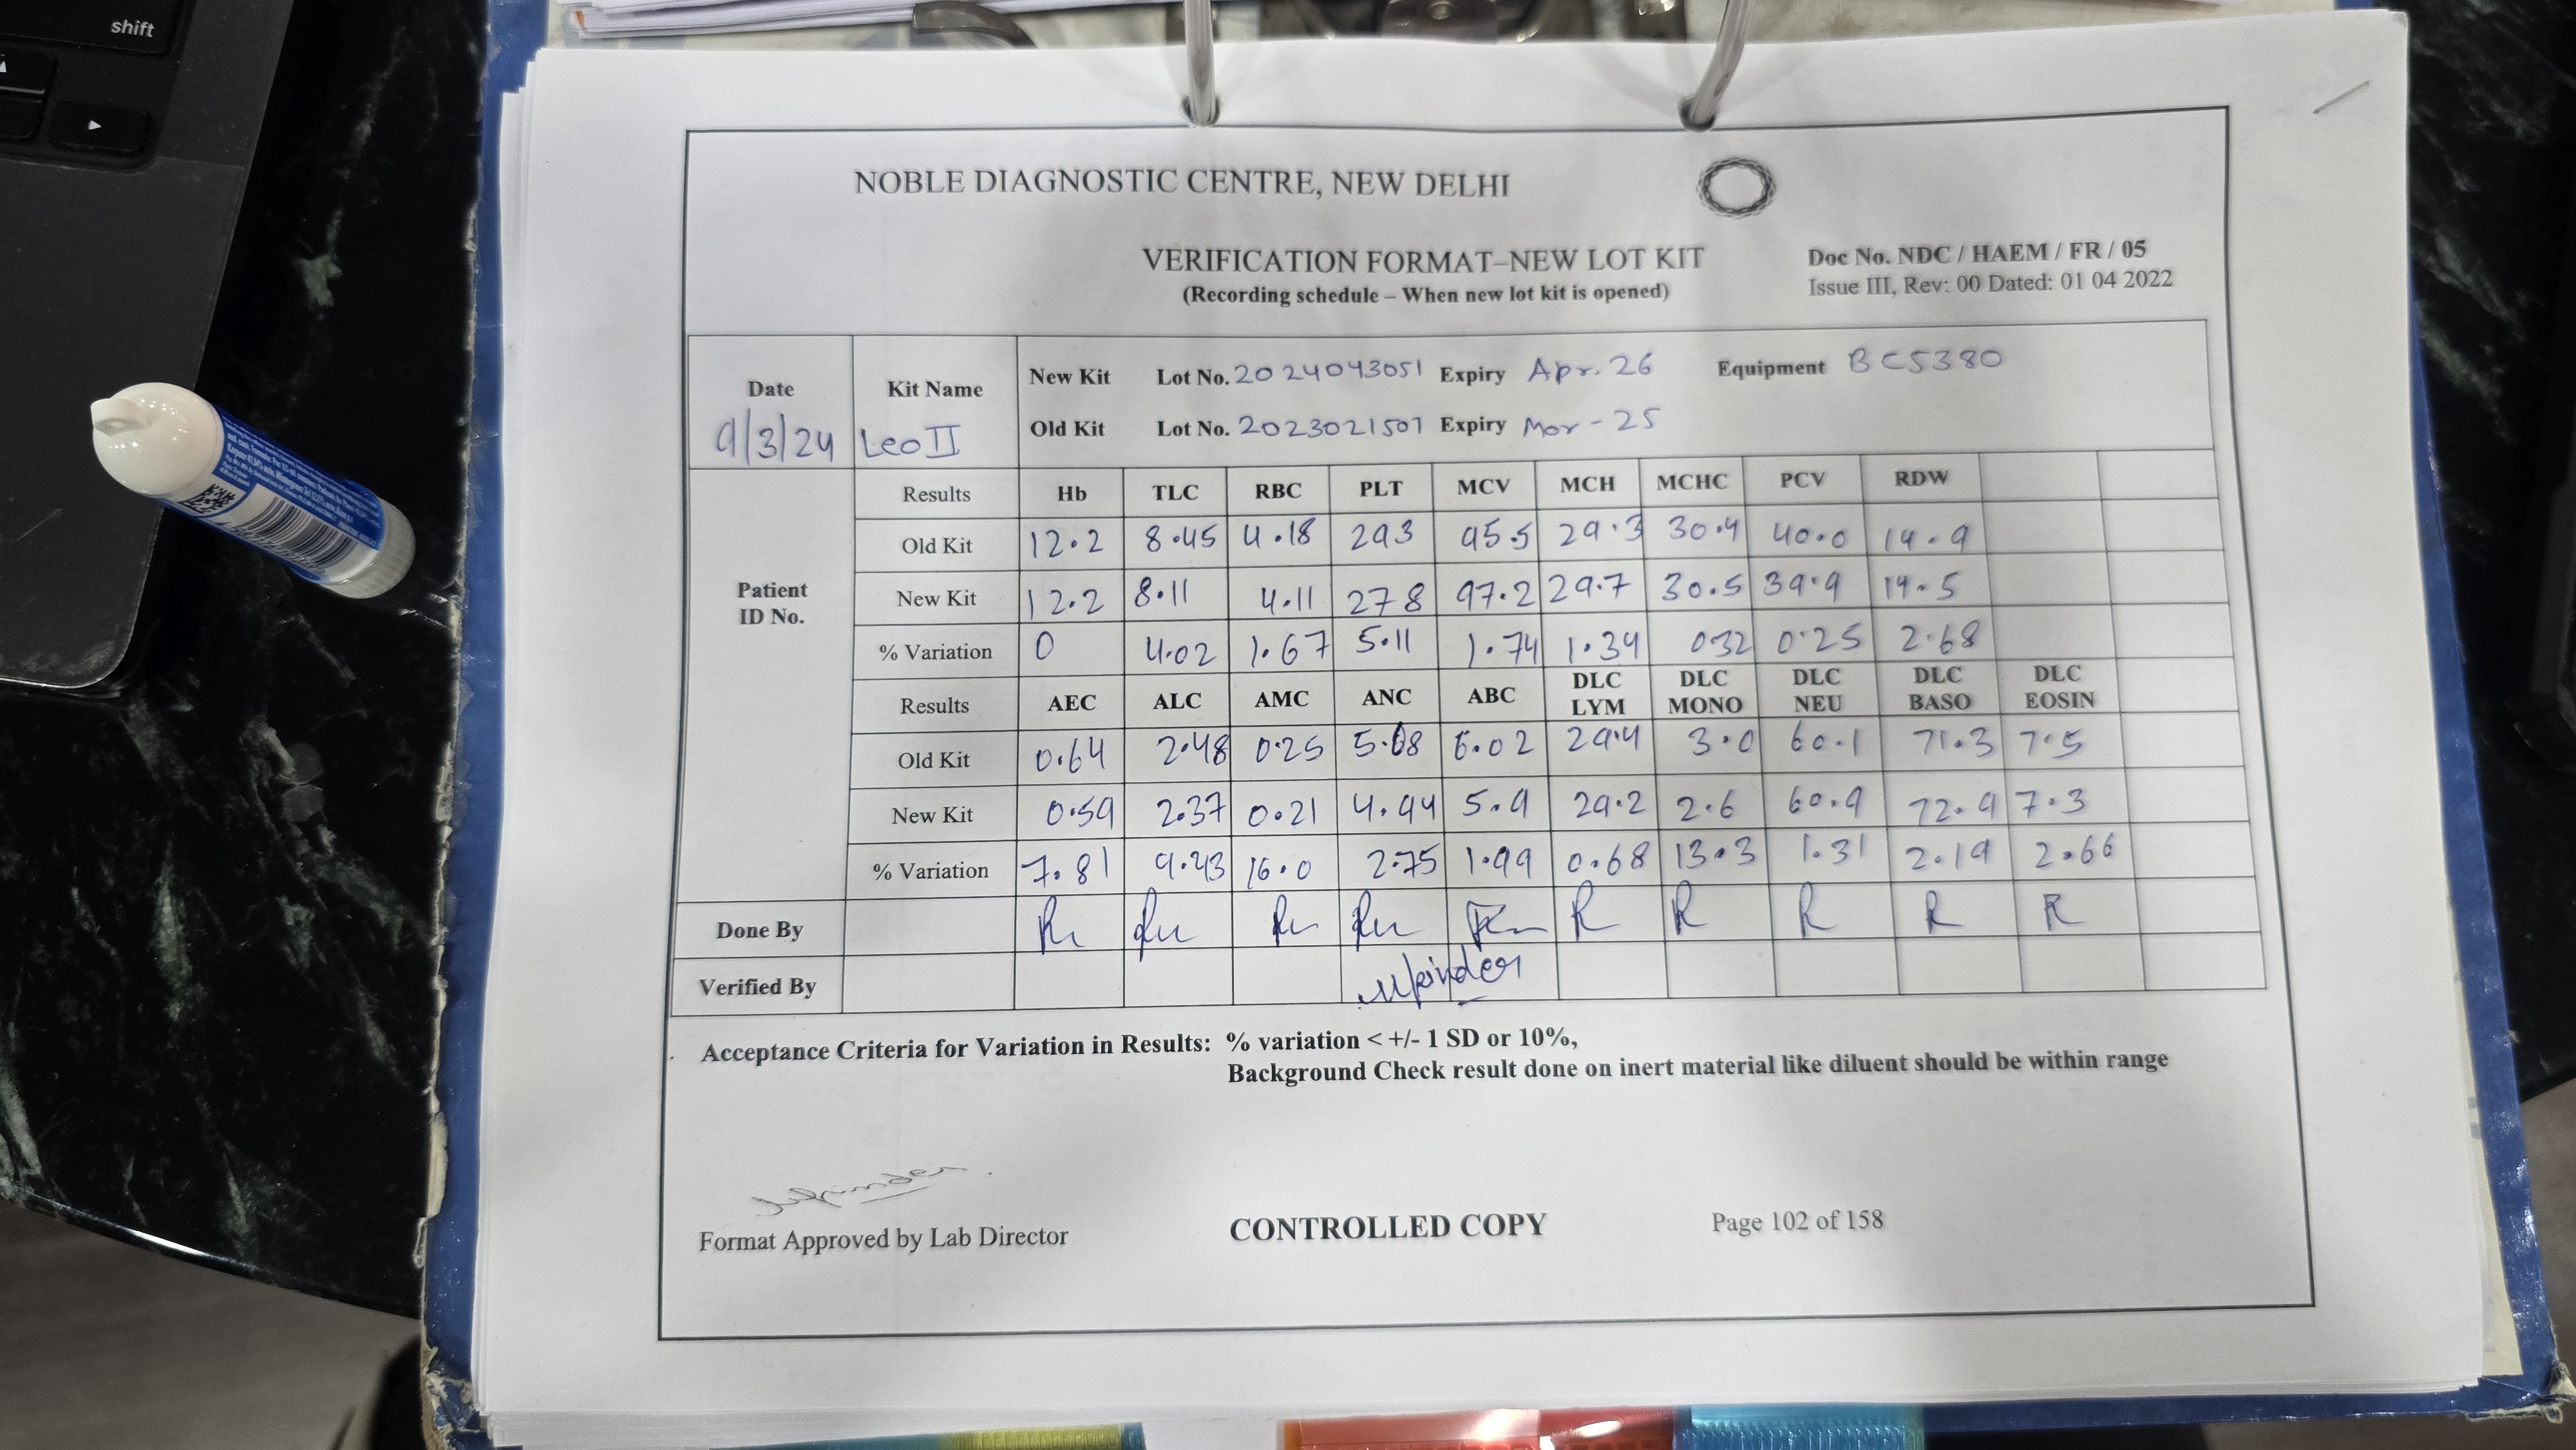 shift
NOBLE DIAGNOSTIC CENTRE, NEW DELHI
VERIFICATION FORMAT–NEW LOT KIT
(Recording schedule – When new lot kit is opened)
Doc No. NDC / HAEM / FR / 05
Issue III, Rev: 00 Dated: 01 04 2022
Date Kit Name New Kit Lot No. 2024093051 Expiry Apr. 26 Equipment BC5380
9/3/24 Leo II Old Kit Lot No. 2023021501 Expiry Mar-25
Patient ID No.
Results Hb TLC RBC PLT MCV MCH MCHC PCV RDW
Old Kit 12.2 8.45 4.18 293 95.5 29.3 30.4 40.0 14.9
New Kit 12.2 8.11 4.11 278 97.2 29.7 30.5 39.9 14.5
% Variation 0 4.02 1.67 5.11 1.74 1.34 0.32 0.25 2.68
Results AEC ALC AMC ANC ABC DLC LYM DLC MONO DLC NEU DLC BASO DLC EOSIN
Old Kit 0.64 2.48 0.25 5.08 6.02 29.4 3.0 60.1 71.3 7.5
New Kit 0.59 2.37 0.21 4.94 5.9 29.2 2.6 60.9 72.9 7.3
% Variation 7.81 4.43 16.0 2.75 1.99 0.68 13.3 1.31 2.19 2.66
Done By R R R R R
Verified By
Acceptance Criteria for Variation in Results: % variation < +/- 1 SD or 10%,
Background Check result done on inert material like diluent should be within range
Format Approved by Lab Director
CONTROLLED COPY
Page 102 of 158